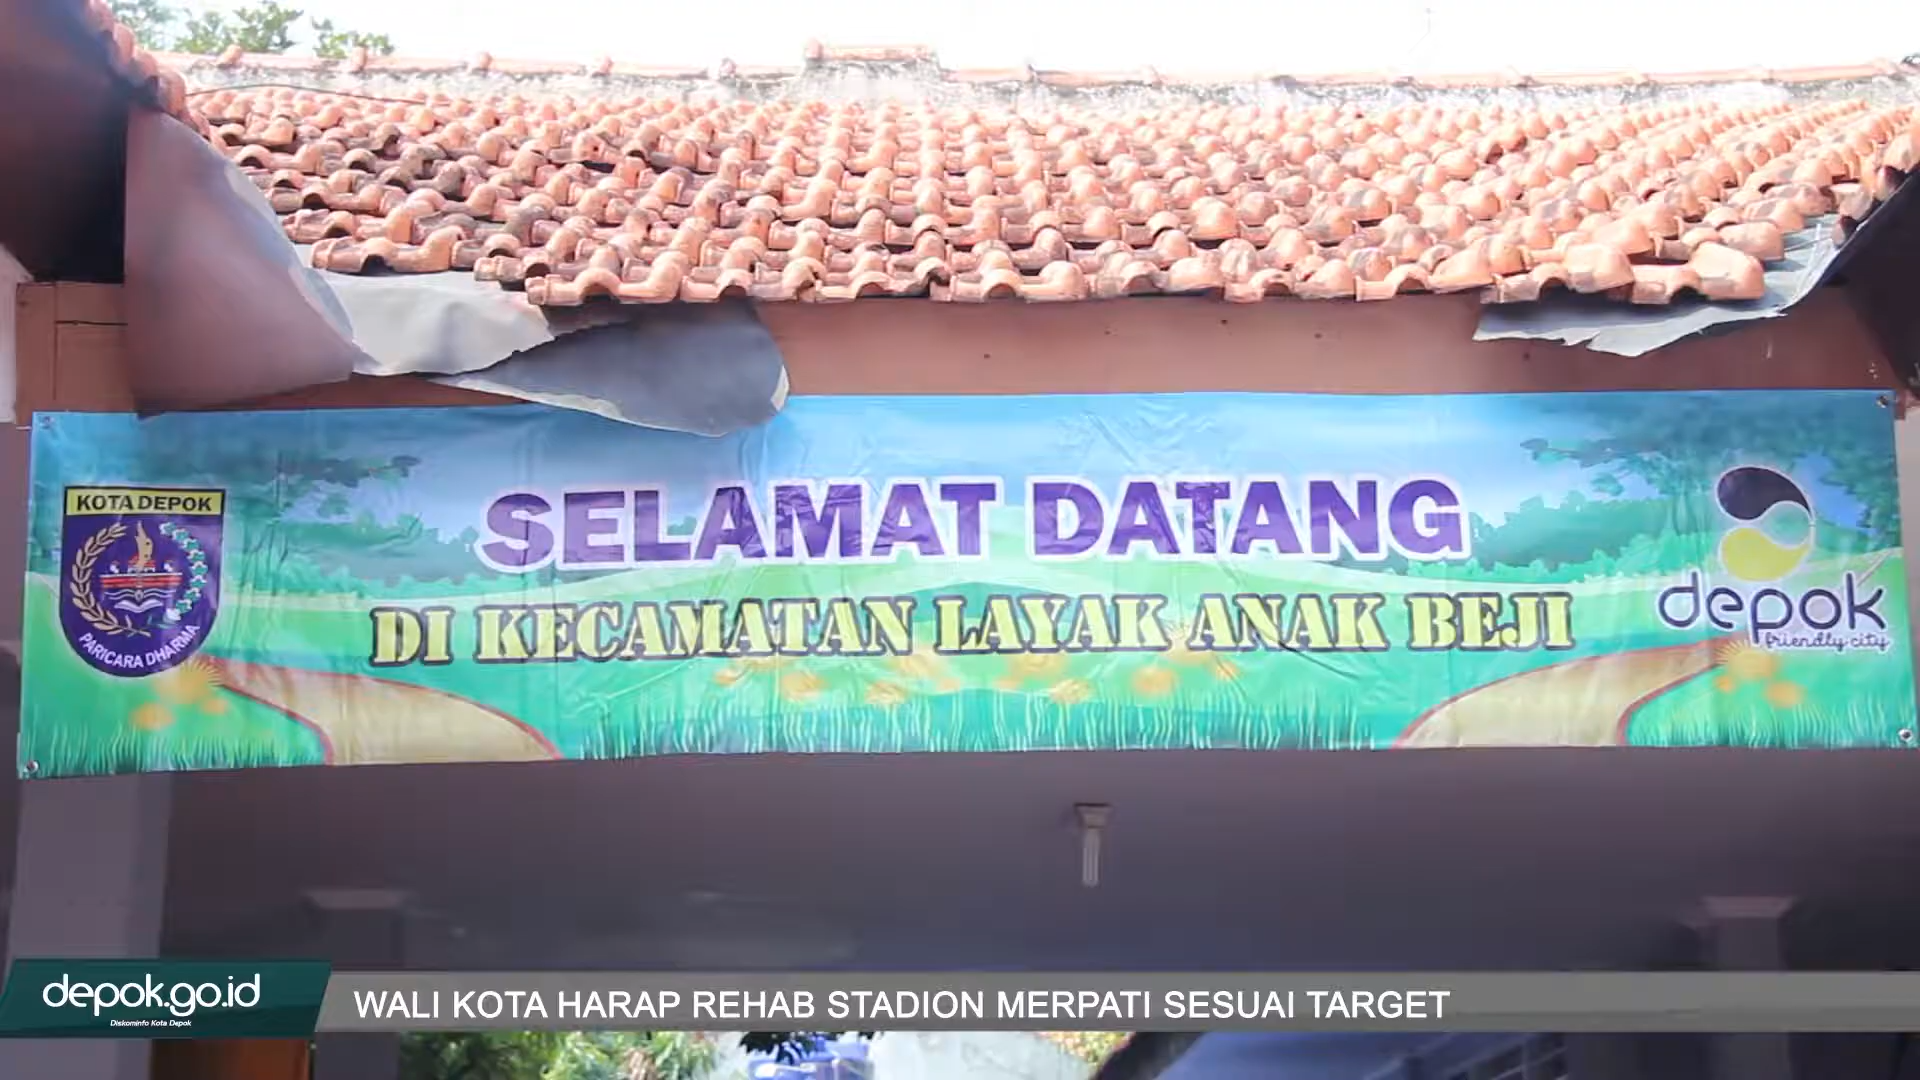 KOTA DEPOK
PARICARA DHARMA
SELAMAT DATANG
DI KECAMATAN LAYAK ANAK BEJI
depok
friendly city
depok.go.id
Diskominfo Kota Depok
WALI KOTA HARAP REHAB STADION MERPATI SESUAI TARGET